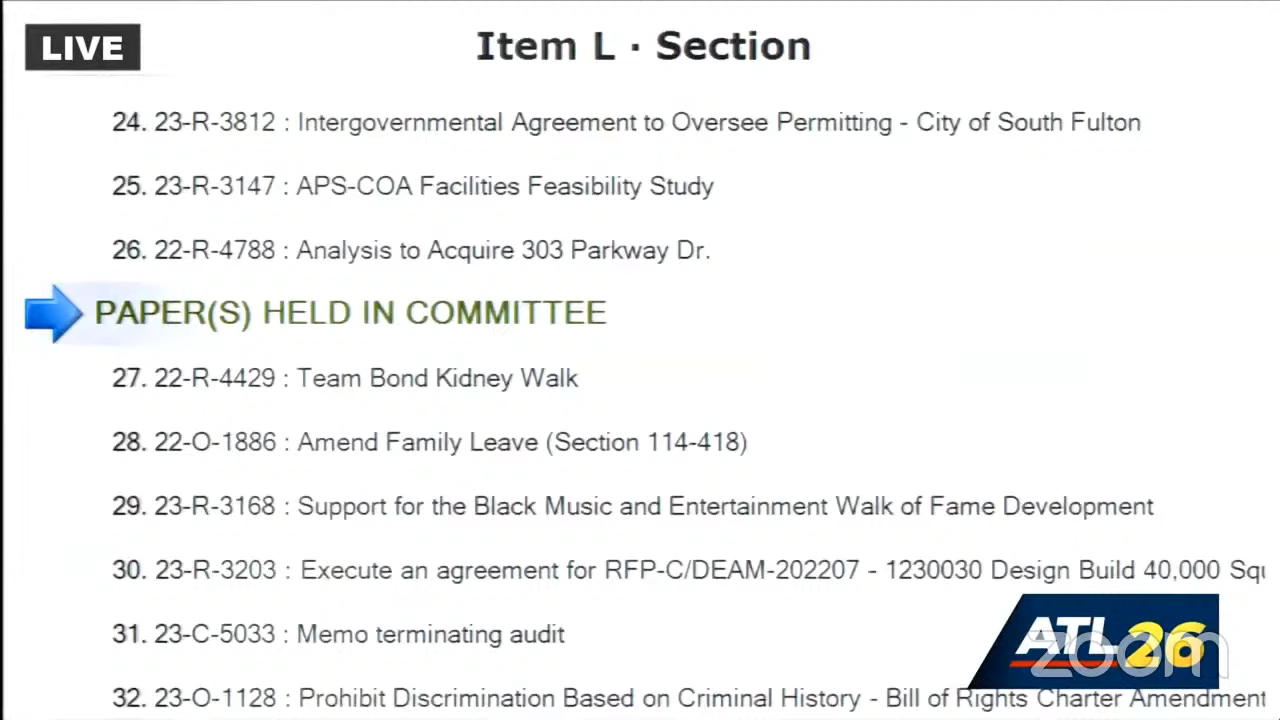 LIVE
Item L · Section
24. 23-R-3812 : Intergovernmental Agreement to Oversee Permitting - City of South Fulton
25. 23-R-3147 : APS-COA Facilities Feasibility Study
26. 22-R-4788 : Analysis to Acquire 303 Parkway Dr.
PAPER(S) HELD IN COMMITTEE
27. 22-R-4429 : Team Bond Kidney Walk
28. 22-O-1886 : Amend Family Leave (Section 114-418)
29. 23-R-3168 : Support for the Black Music and Entertainment Walk of Fame Development
30. 23-R-3203 : Execute an agreement for RFP-C/DEAM-202207 - 1230030 Design Build 40,000
31. 23-C-5033 : Memo terminating audit
ATL 26
zoom
32. 23-O-1128 : Prohibit Discrimination Based on Criminal History - Bill of Rights Charter Amendment